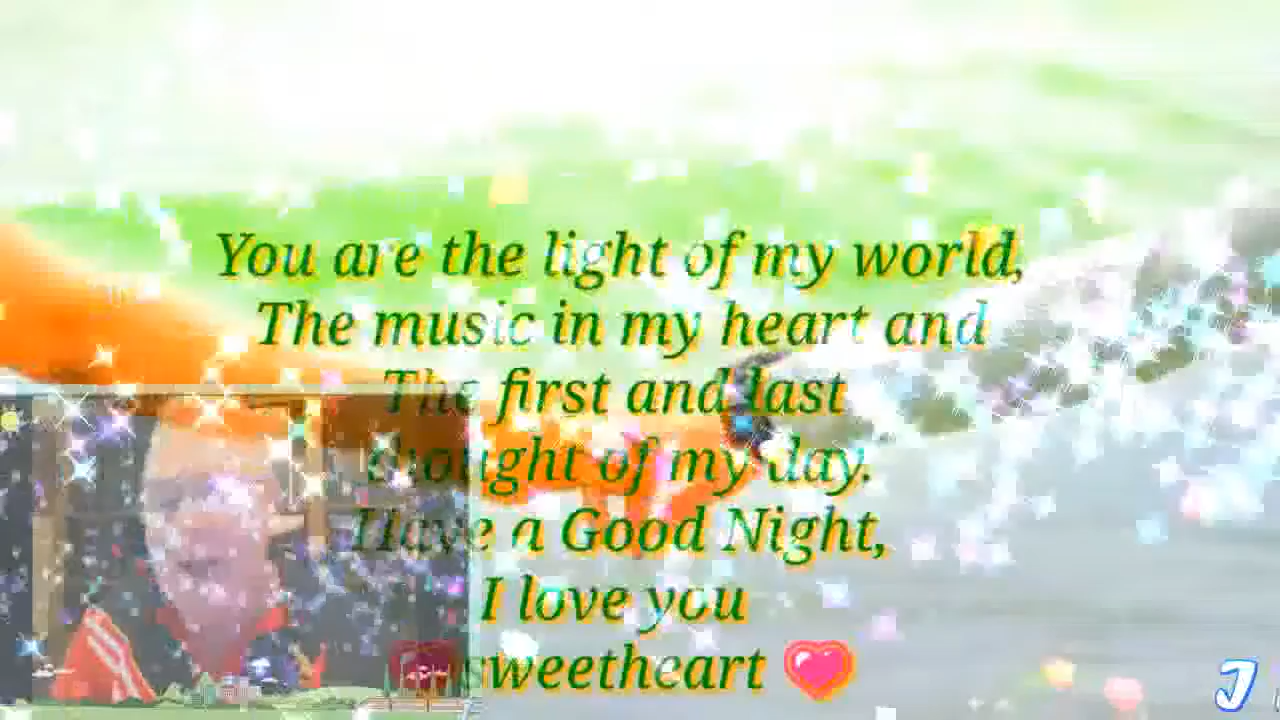 You are the light of my world,
The music in my heart and
The first and last
thought of my day.
Have a Good Night,
I love you
sweetheart
J